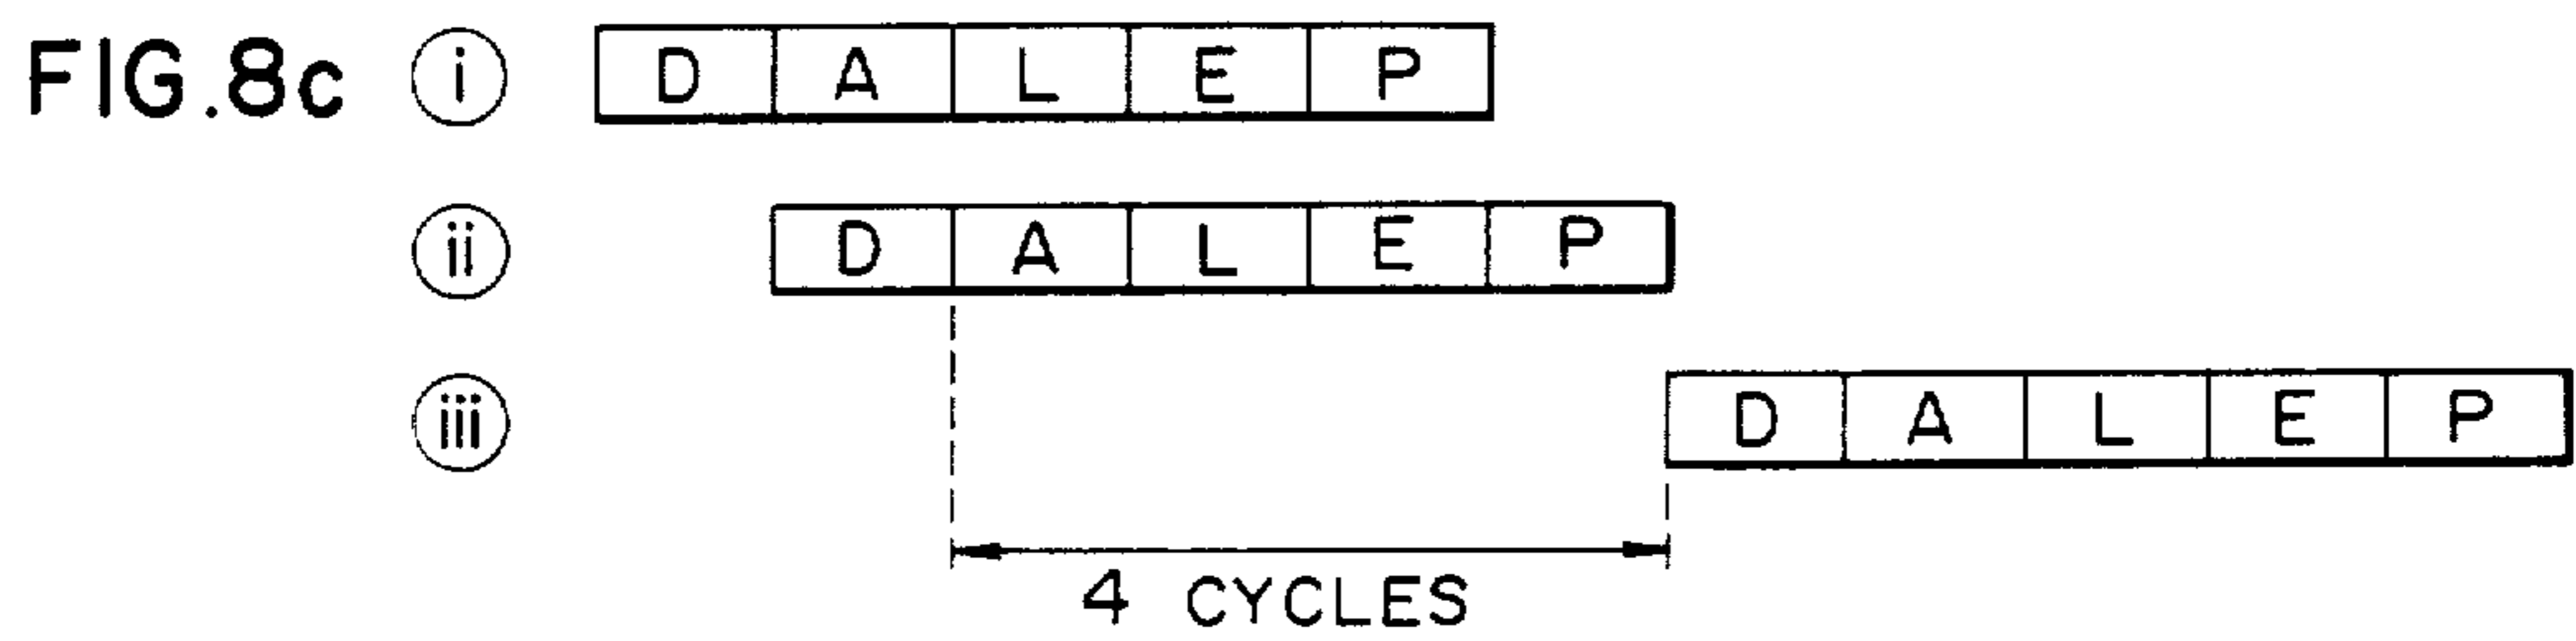 FIG.8c i D A L E P
ii D A L E P
iii D A L E P
4 CYCLES